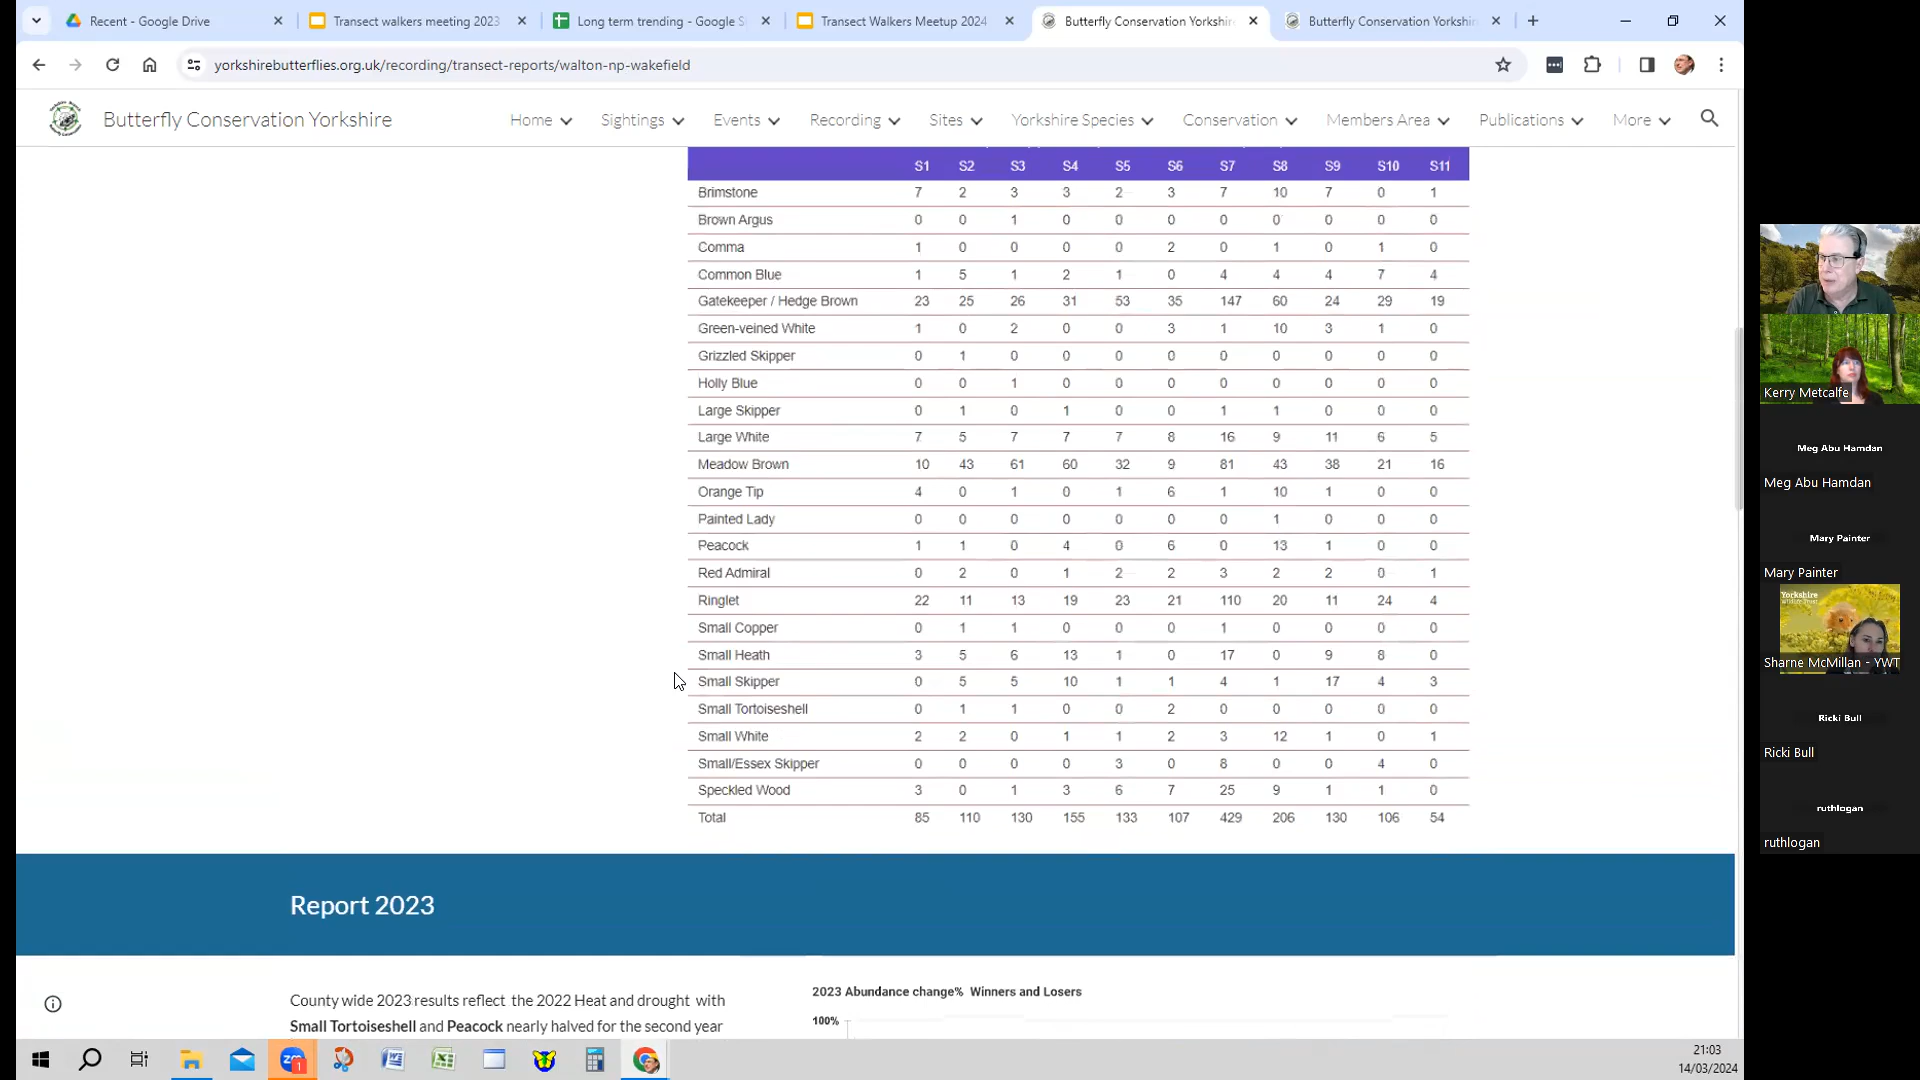 Recent - Google Drive
Transect walkers meeting 2023
Long term trending - Google S
Transect Walkers Meetup 2024
Butterfly Conservation Yorkshir
Butterfly Conservation Yorkshir
yorkshirebutterflies.org.uk/recording/transect-reports/walton-np-wakefield
Butterfly Conservation Yorkshire
Home Sightings Events Recording Sites Yorkshire Species Conservation Members Area Publications More
S1 S2 S3 S4 S5 S6 S7 S8 S9 S10 S11
Brimstone 7 2 3 3 2 3 7 10 7 0 1
Brown Argus 0 0 1 0 0 0 0 0 0 0 0
Comma 1 0 0 0 0 2 0 1 0 1 0
Common Blue 1 5 1 2 1 0 4 4 4 7 4
Gatekeeper / Hedge Brown 23 25 26 31 53 35 147 60 24 29 19
Green-veined White 1 0 2 0 0 3 1 10 3 1 0
Grizzled Skipper 0 1 0 0 0 0 0 0 0 0 0
Holly Blue 0 0 1 0 0 0 0 0 0 0 0
Large Skipper 0 1 0 1 0 0 1 1 0 0 0
Large White 7 5 7 7 7 8 16 9 11 6 5
Meadow Brown 10 43 61 60 32 9 81 43 38 21 16
Orange Tip 4 0 1 0 1 6 1 10 1 0 0
Painted Lady 0 0 0 0 0 0 0 1 0 0 0
Peacock 1 1 0 4 0 6 0 13 1 0 0
Red Admiral 0 2 0 1 2 2 3 2 2 0 1
Ringlet 22 11 13 19 23 21 110 20 11 24 4
Small Copper 0 1 1 0 0 0 1 0 0 0 0
Small Heath 3 5 6 13 1 0 17 0 9 8 0
Small Skipper 0 5 5 10 1 1 4 1 17 4 3
Small Tortoiseshell 0 1 1 0 0 2 0 0 0 0 0
Small White 2 2 0 1 1 2 3 12 1 0 1
Small/Essex Skipper 0 0 0 0 3 0 8 0 0 4 0
Speckled Wood 3 0 1 3 6 7 25 9 1 1 0
Total 85 110 130 155 133 107 429 206 130 106 54
Report 2023
County wide 2023 results reflect the 2022 Heat and drought with
Small Tortoiseshell and Peacock nearly halved for the second year
2023 Abundance change% Winners and Losers
100%
Kerry Metcalfe
Meg Abu Hamdan
Meg Abu Hamdan
Mary Painter
Mary Painter
Yorkshire
Sharne McMillan - YWT
Ricki Bull
Ricki Bull
ruthlogan
ruthlogan
1
21:03
14/03/2024